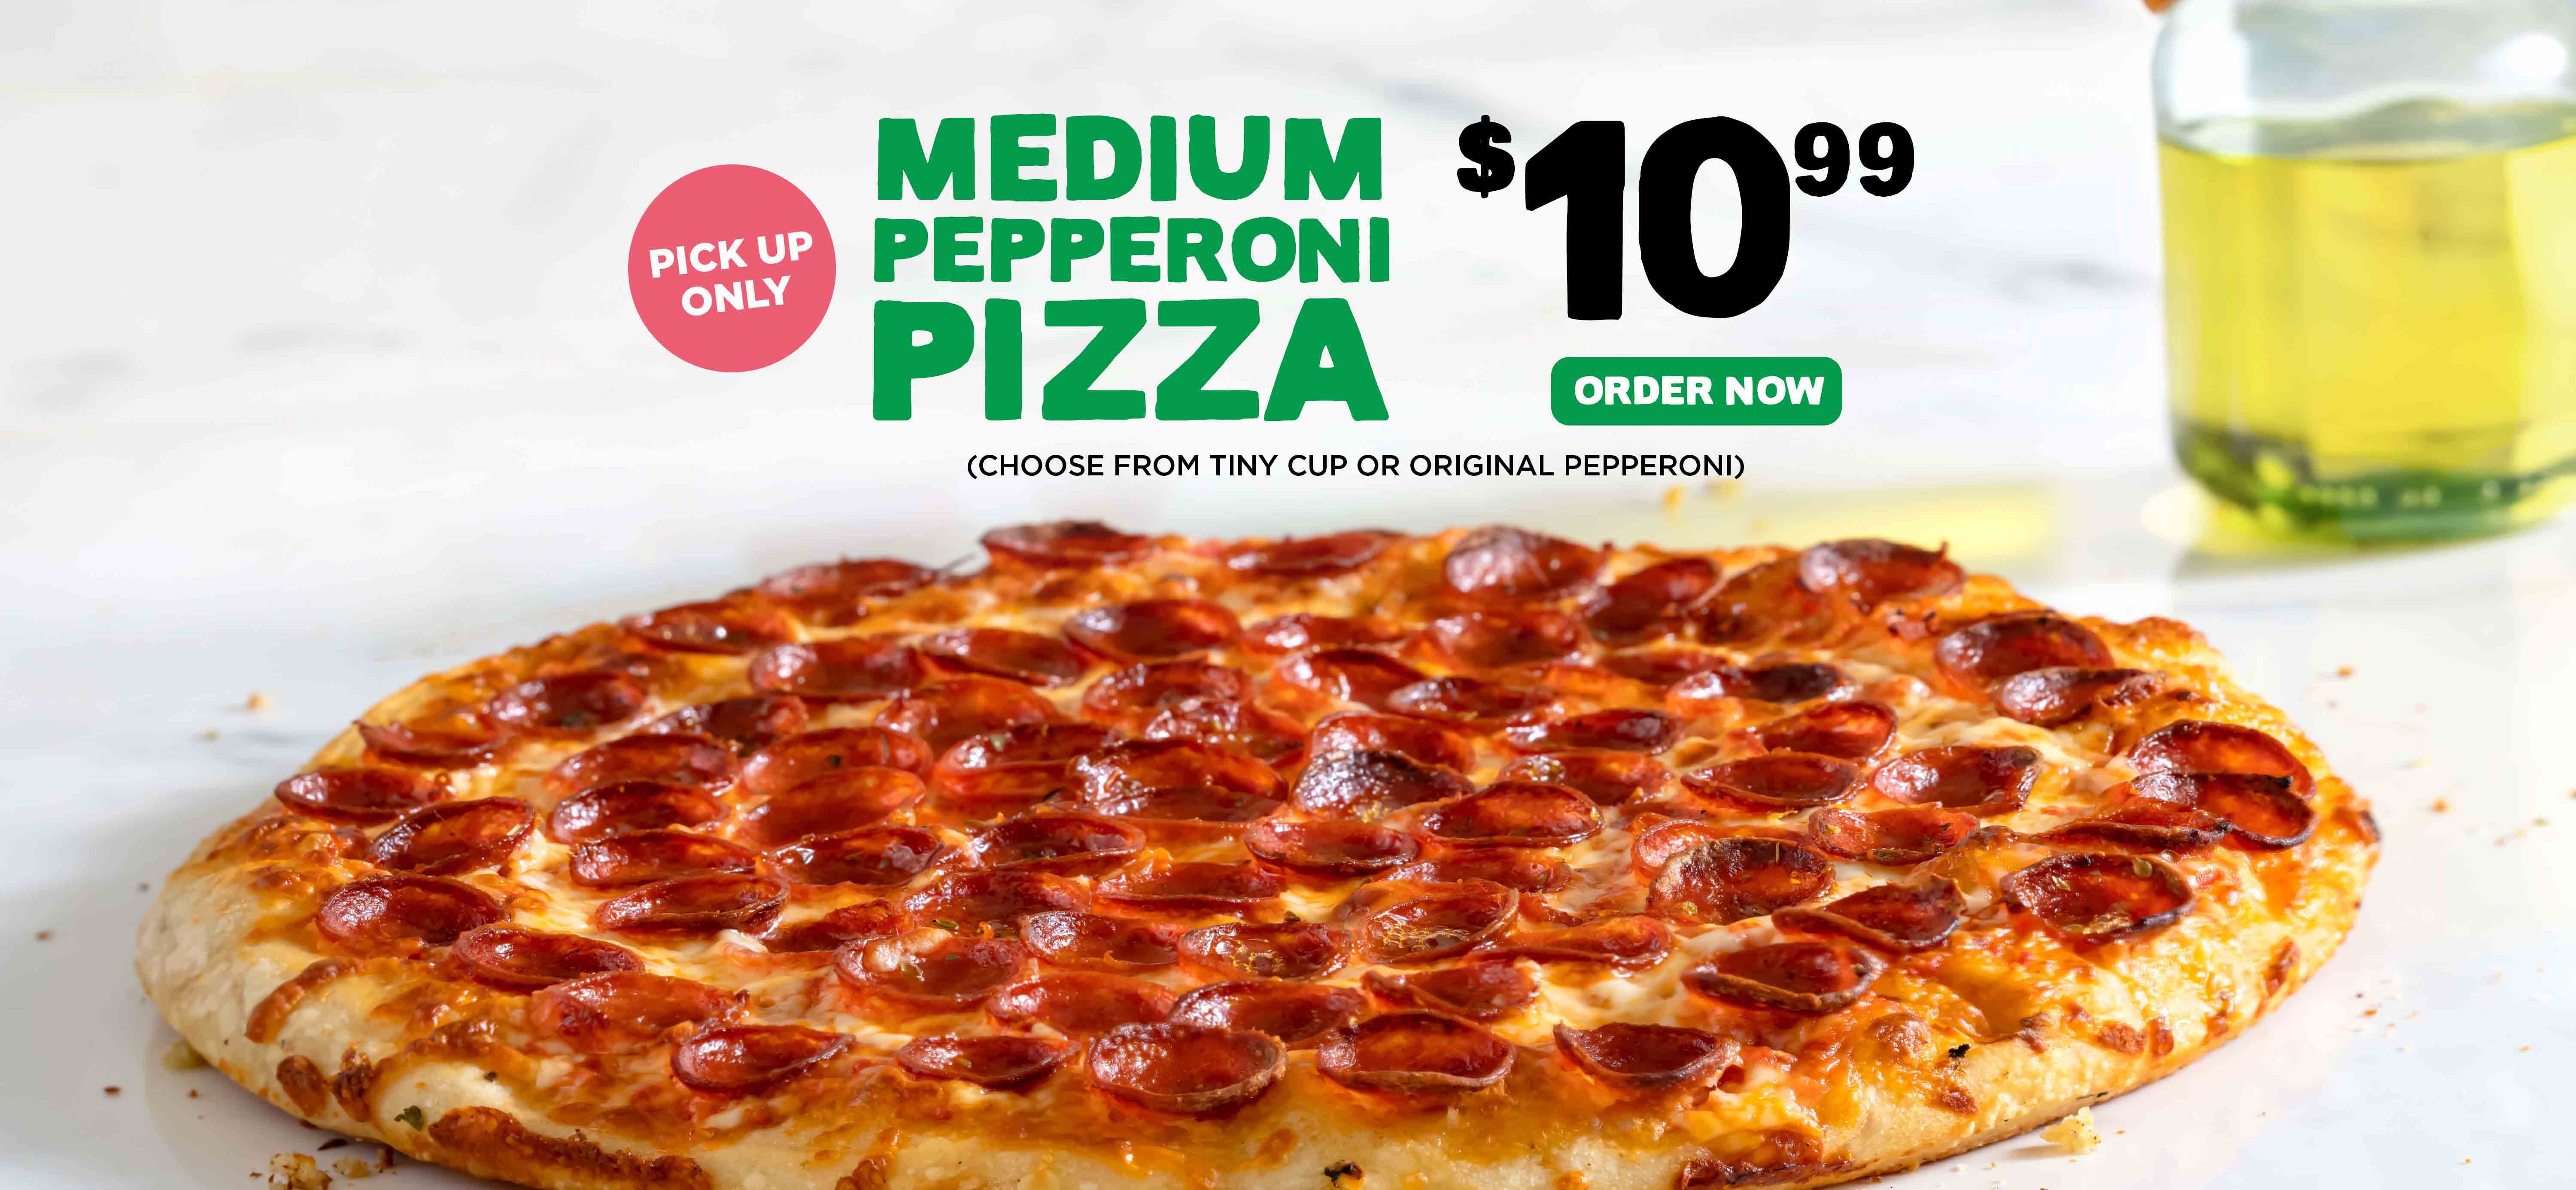 PICK UP
ONLY
MEDIUM
PEPPERONI
PIZZA
$10.99
ORDER NOW
(CHOOSE FROM TINY CUP OR ORIGINAL PEPPERONI)